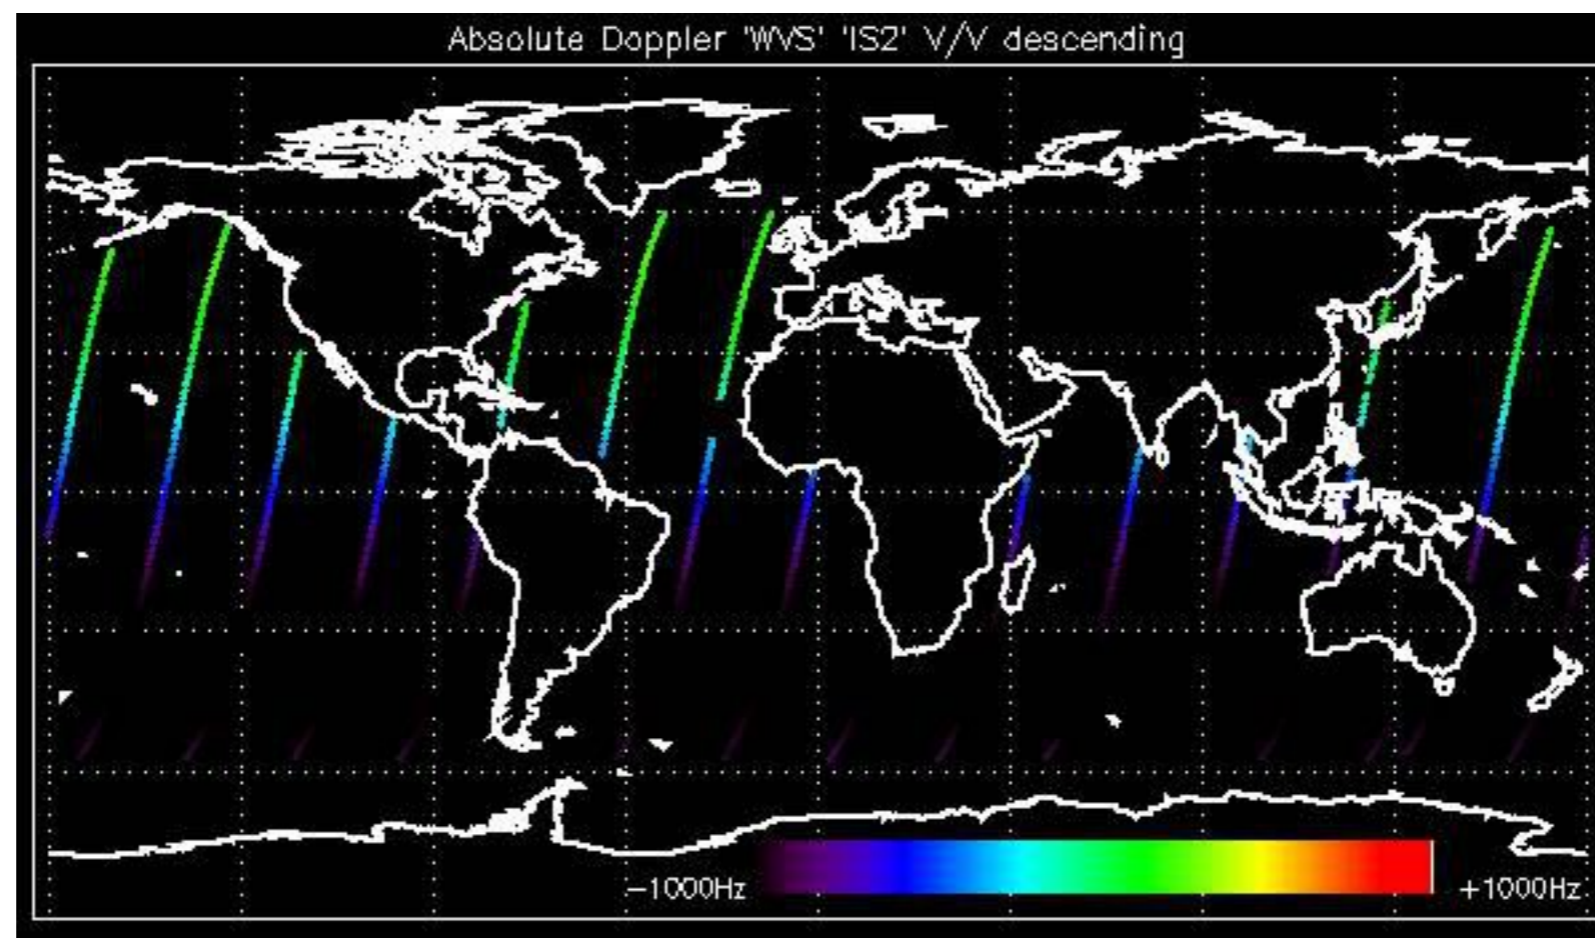 Absolute Doppler 'WVS' 'IS2' V/V descending
−1000Hz
+1000Hz